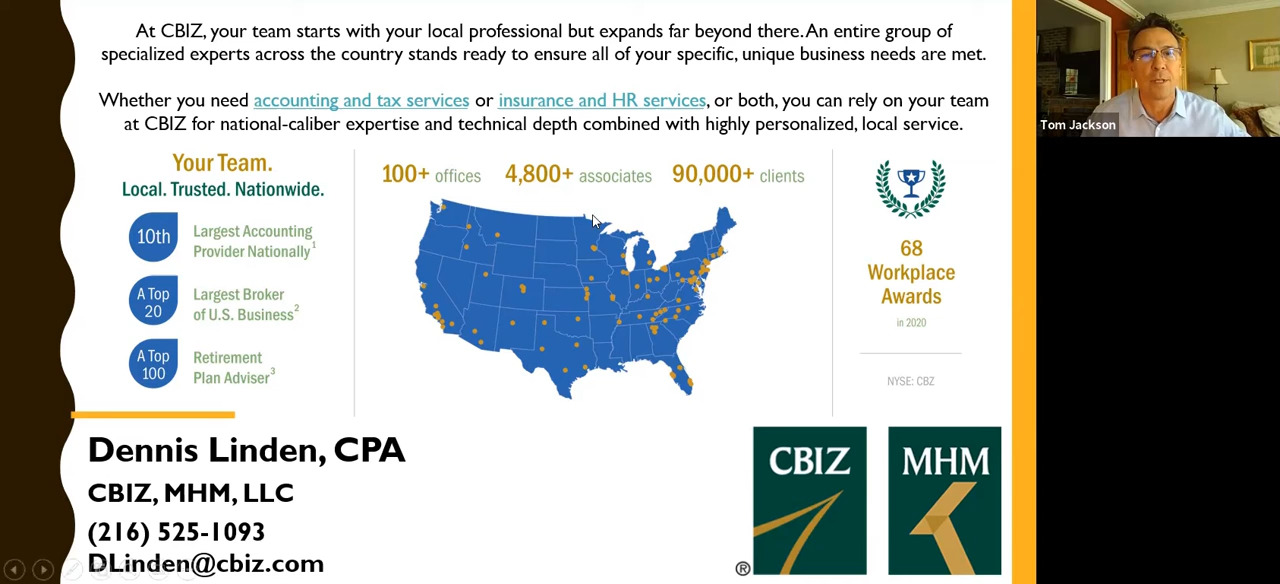 At CBIZ, your team starts with your local professional but expands far beyond there. An entire group of
specialized experts across the country stands ready to ensure all of your specific, unique business needs are met.
Whether you need accounting and tax services or insurance and HR services, or both, you can rely on your team
at CBIZ for national-caliber expertise and technical depth combined with highly personalized, local service.
Your Team.
Local. Trusted. Nationwide.
10th
Largest Accounting
Provider Nationally1
A Top
20
Largest Broker
of U.S. Business2
A Top
100
Retirement
Plan Adviser3
100+ offices 4,800+ associates 90,000+ clients
68
Workplace
Awards
in 2020
NYSE: CBZ
Dennis Linden, CPA
CBIZ, MHM, LLC
(216) 525-1093
DLinden@cbiz.com
CBIZ
MHM
®
Tom Jackson